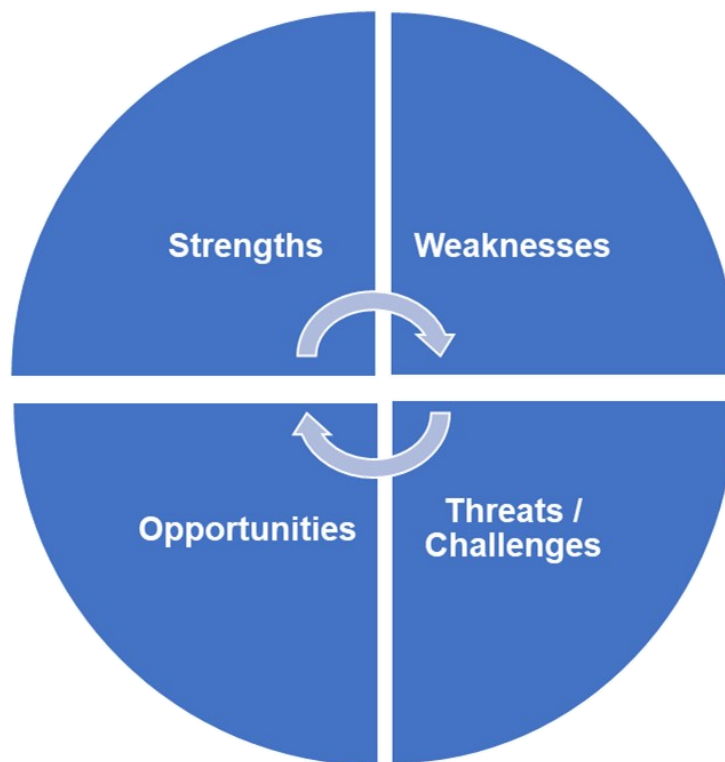 Strengths
Weaknesses
Opportunities
Threats /
Challenges